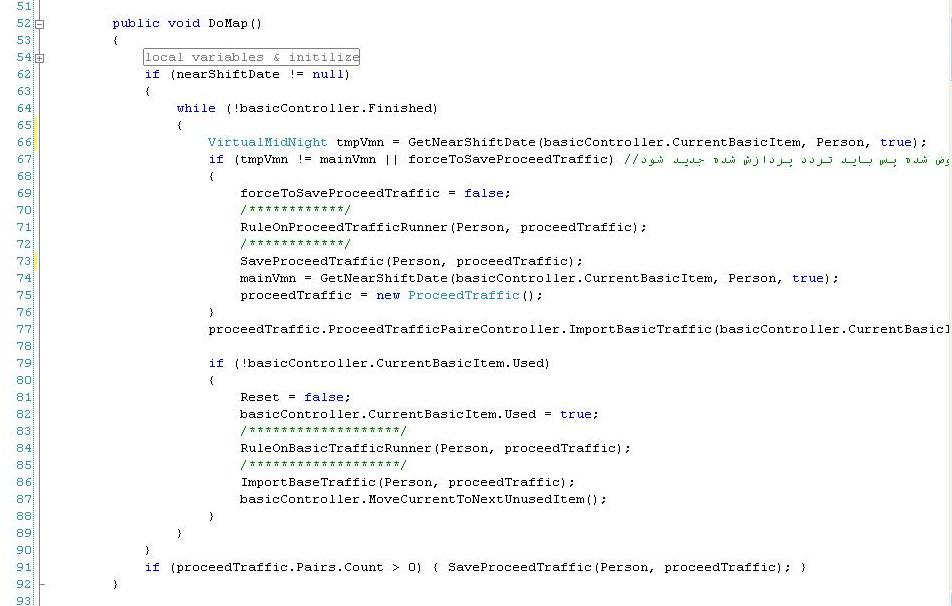 51
52 public void DoMap()
53 {
54 local variables & initilize
62 if (nearShiftDate != null)
63 {
64 while (!basicController.Finished)
65 {
66 VirtualMidNight tmpVmn = GetNearShiftDate(basicController.CurrentBasicItem, Person, true);
67 if (tmpVmn != mainVmn || forceToSaveProceedTraffic) //وض شده پس باید تردد پردازش شده جدید شود
68 {
69 forceToSaveProceedTraffic = false;
70 /************/
71 RuleOnProceedTrafficRunner(Person, proceedTraffic);
72 /************/
73 SaveProceedTraffic(Person, proceedTraffic);
74 mainVmn = GetNearShiftDate(basicController.CurrentBasicItem, Person, true);
75 proceedTraffic = new ProceedTraffic();
76 }
77 proceedTraffic.ProceedTrafficPaireController.ImportBasicTraffic(basicController.CurrentBasicI
78
79 if (!basicController.CurrentBasicItem.Used)
80 {
81 Reset = false;
82 basicController.CurrentBasicItem.Used = true;
83 /*******************/
84 RuleOnBasicTrafficRunner(Person, proceedTraffic);
85 /*******************/
86 ImportBaseTraffic(Person, proceedTraffic);
87 basicController.MoveCurrentToNextUnusedItem();
88 }
89 }
90 }
91 if (proceedTraffic.Pairs.Count > 0) { SaveProceedTraffic(Person, proceedTraffic); }
92 }
93